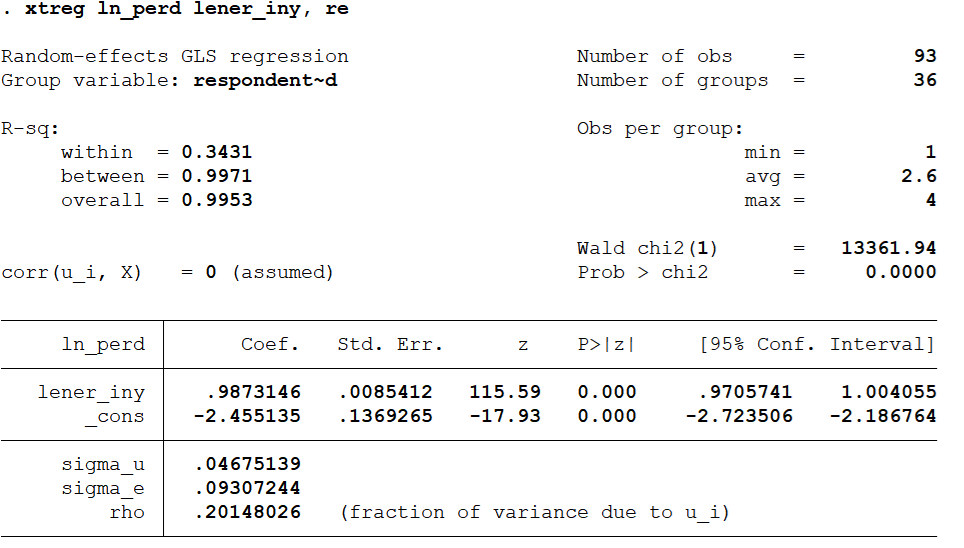 . xtreg ln_perd lener_iny, re
Random-effects GLS regression Number of obs = 93
Group variable: respondent~d Number of groups = 36
R-sq: Obs per group:
within = 0.3431 min = 1
between = 0.9971 avg = 2.6
overall = 0.9953 max = 4
Wald chi2(1) = 13361.94
corr(u_i, X) = 0 (assumed) Prob > chi2 = 0.0000
ln_perd Coef. Std. Err. z P>|z| [95% Conf. Interval]
lener_iny .9873146 .0085412 115.59 0.000 .9705741 1.004055
_cons -2.455135 .1369265 -17.93 0.000 -2.723506 -2.186764
sigma_u .04675139
sigma_e .09307244
rho .20148026 (fraction of variance due to u_i)